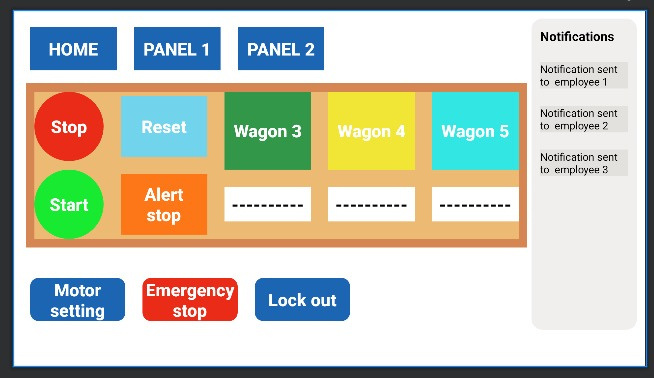 HOME
PANEL 1
PANEL 2
Notifications
Notification sent
to employee 1
Notification sent
to employee 2
Notification sent
to employee 3
Stop
Reset
Wagon 3
Wagon 4
Wagon 5
Start
Alert
stop
----------
----------
----------
Motor
setting
Emergency
stop
Lock out